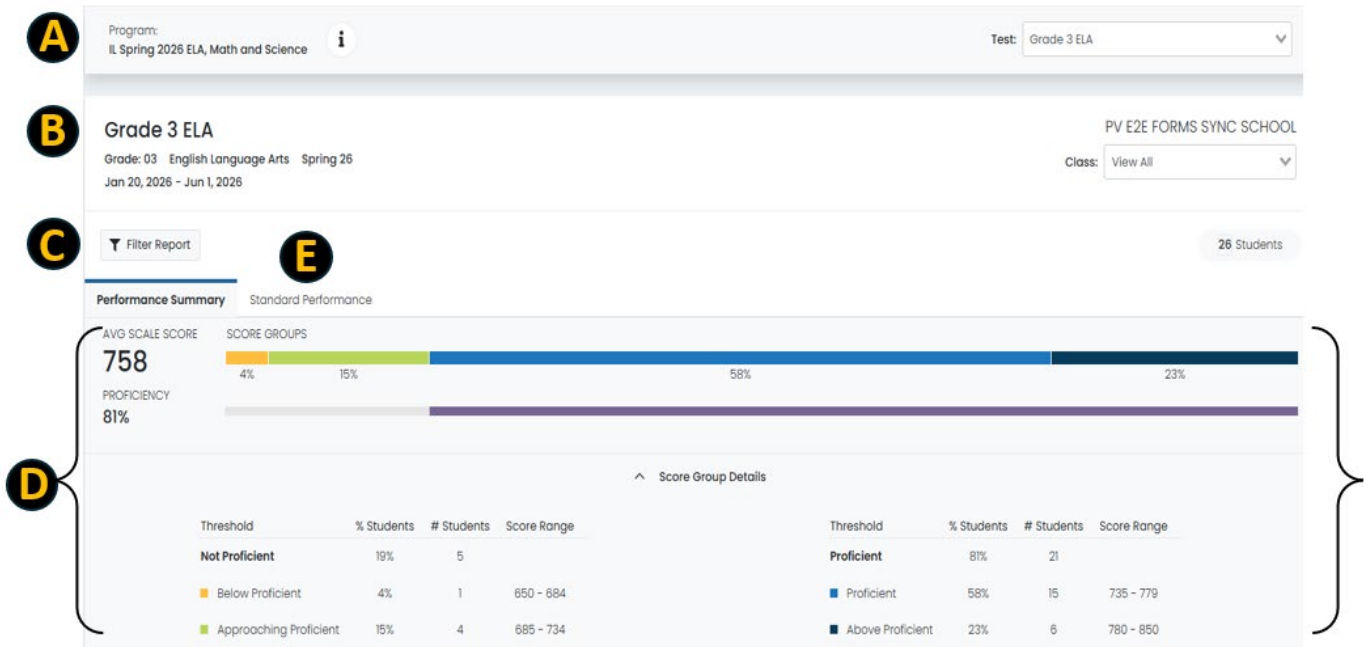 A
Program:
IL Spring 2026 ELA, Math and Science
i
Test: Grade 3 ELA
B
Grade 3 ELA
PV E2E FORMS SYNC SCHOOL
Grade: 03 English Language Arts Spring 26
Class: View All
Jan 20, 2026 - Jun 1, 2026
C
Filter Report
E
26 Students
Performance Summary Standard Performance
AVG SCALE SCORE SCORE GROUPS
758
4% 15% 58% 23%
PROFICIENCY
81%
D
Score Group Details
Threshold % Students # Students Score Range Threshold % Students # Students Score Range
Not Proficient 19% 5 Proficient 81% 21
Below Proficient 4% 1 650 - 684 Proficient 58% 15 735 - 779
Approaching Proficient 15% 4 685 - 734 Above Proficient 23% 6 780 - 850